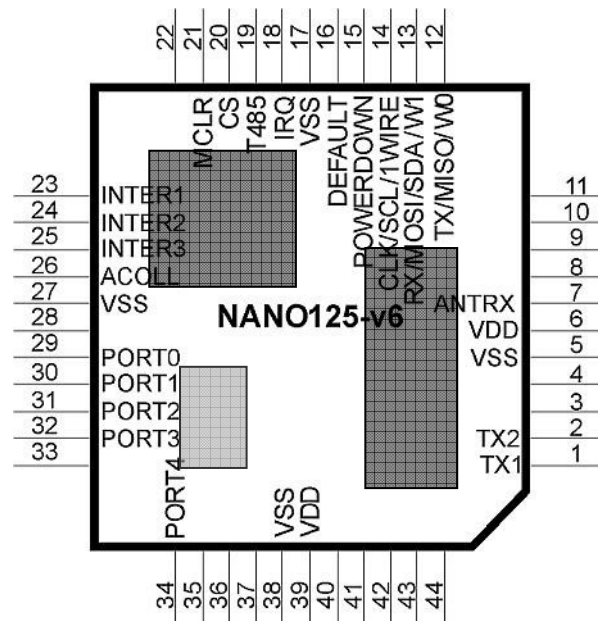 22 21 20 19 18 17 16 15 14 13 12
MCLR
CS
T485
IRQ
VSS
DEFAULT
POWERDOWN
CLK/SCL/1WIRE
RX/MOSI/SDA/W1
TX/MISO/W0
23 INTER1
24 INTER2
25 INTER3
26 ACOLL
27 VSS
28
29 PORT0
30 PORT1
31 PORT2
32 PORT3
33
NANO125-v6
11
10
9
8
ANTRX 7
VDD 6
VSS 5
4
3
TX2 2
TX1 1
PORT4
VSS
VDD
34 35 36 37 38 39 40 41 42 43 44